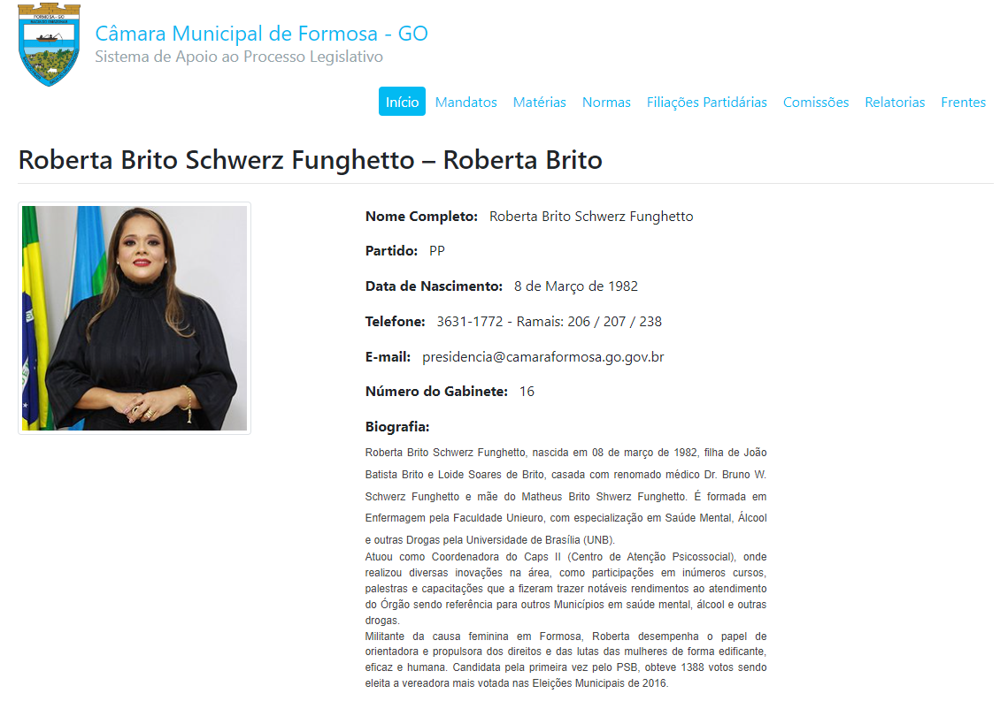 FORMOSA - GO
Câmara Municipal de Formosa - GO
Sistema de Apoio ao Processo Legislativo
Início Mandatos Matérias Normas Filiações Partidárias Comissões Relatorias Frentes
Roberta Brito Schwerz Funghetto – Roberta Brito
Nome Completo: Roberta Brito Schwerz Funghetto
Partido: PP
Data de Nascimento: 8 de Março de 1982
Telefone: 3631-1772 - Ramais: 206 / 207 / 238
E-mail: presidencia@camaraformosa.go.gov.br
Número do Gabinete: 16
Biografia:
Roberta Brito Schwerz Funghetto, nascida em 08 de março de 1982, filha de João
Batista Brito e Loide Soares de Brito, casada com renomado médico Dr. Bruno W.
Schwerz Funghetto e mãe do Matheus Brito Shwerz Funghetto. É formada em
Enfermagem pela Faculdade Unieuro, com especialização em Saúde Mental, Álcool
e outras Drogas pela Universidade de Brasília (UNB).
Atuou como Coordenadora do Caps II (Centro de Atenção Psicossocial), onde
realizou diversas inovações na área, como participações em inúmeros cursos,
palestras e capacitações que a fizeram trazer notáveis rendimentos ao atendimento
do Órgão sendo referência para outros Municípios em saúde mental, álcool e outras
drogas.
Militante da causa feminina em Formosa, Roberta desempenha o papel de
orientadora e propulsora dos direitos e das lutas das mulheres de forma edificante,
eficaz e humana. Candidata pela primeira vez pelo PSB, obteve 1388 votos sendo
eleita a vereadora mais votada nas Eleições Municipais de 2016.